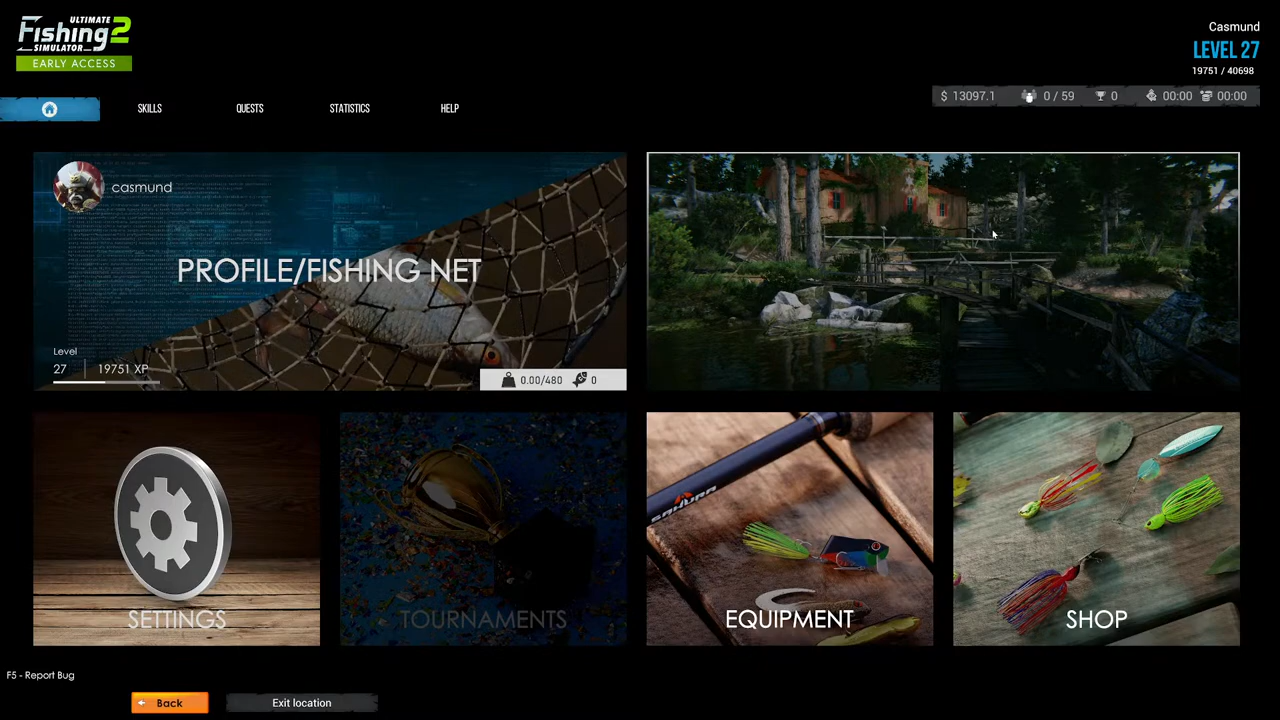 ULTIMATE
Fishing 2
SIMULATOR
EARLY ACCESS
Casmund
LEVEL 27
19751 / 40698
SKILLS
QUESTS
STATISTICS
HELP
$ 13097.1
0 / 59
0
00:00
00:00
casmund
PROFILE/FISHING NET
Level
27
19751 XP
0.00/480
0
SAKURA
SETTINGS
TOURNAMENTS
EQUIPMENT
SHOP
F5 - Report Bug
Back
Exit location